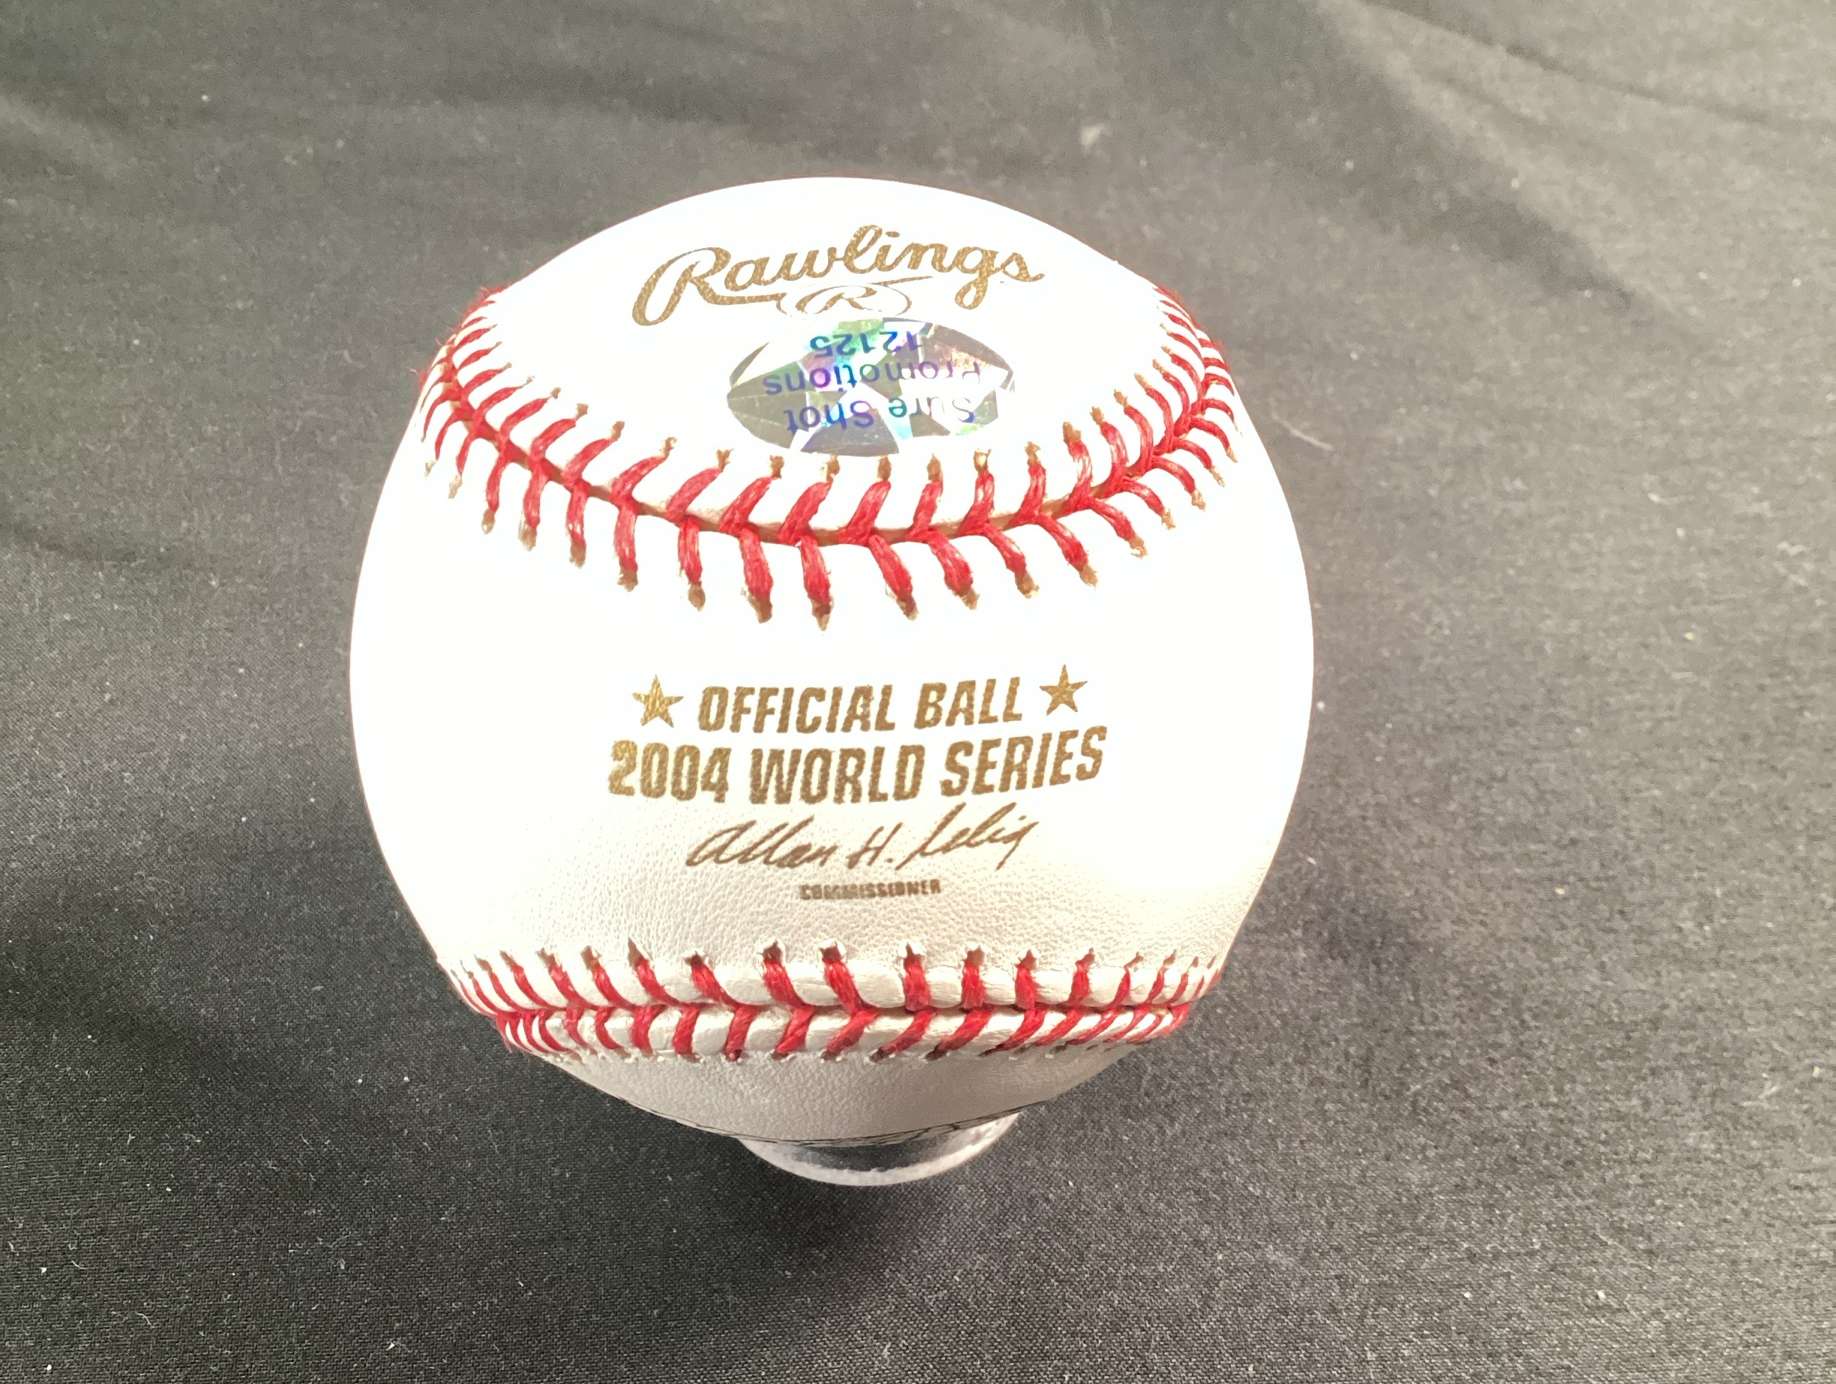 Rawlings
R
Sure Shot
Promotions
12125
OFFICIAL BALL
2004 WORLD SERIES
Allan H. Selig
COMMISSIONER